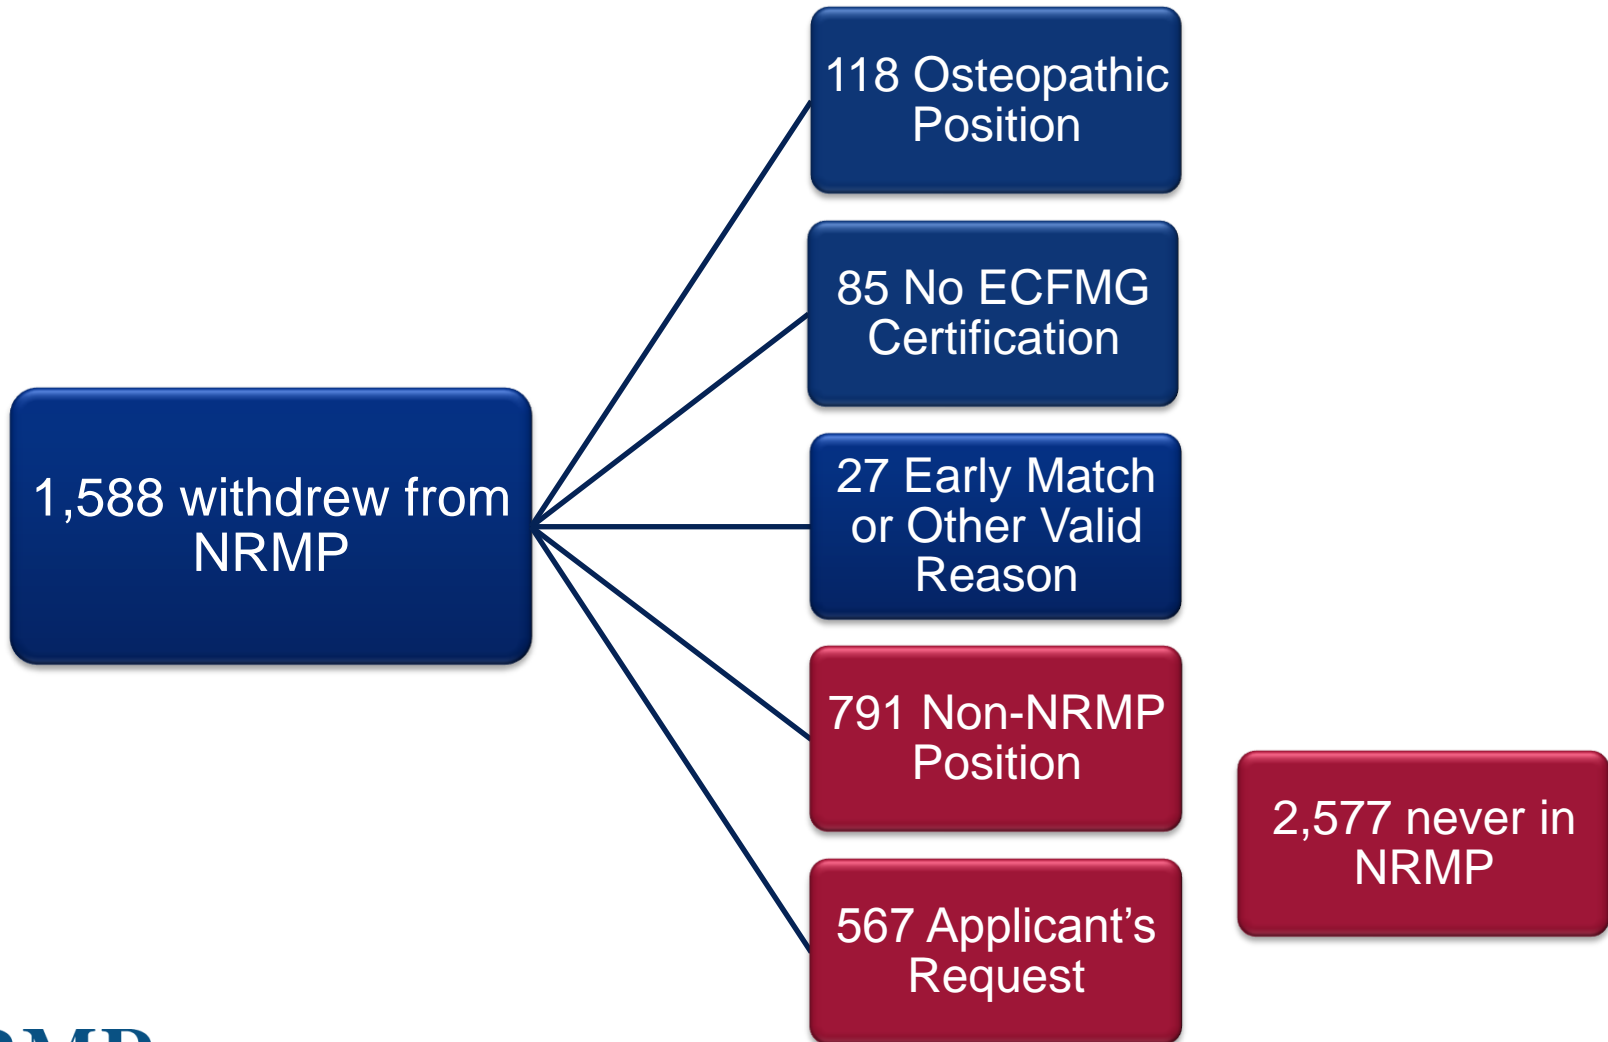 118 Osteopathic
Position
85 No ECFMG
Certification
1,588 withdrew from
NRMP
27 Early Match
or Other Valid
Reason
791 Non-NRMP
Position
2,577 never in
NRMP
567 Applicant’s
Request